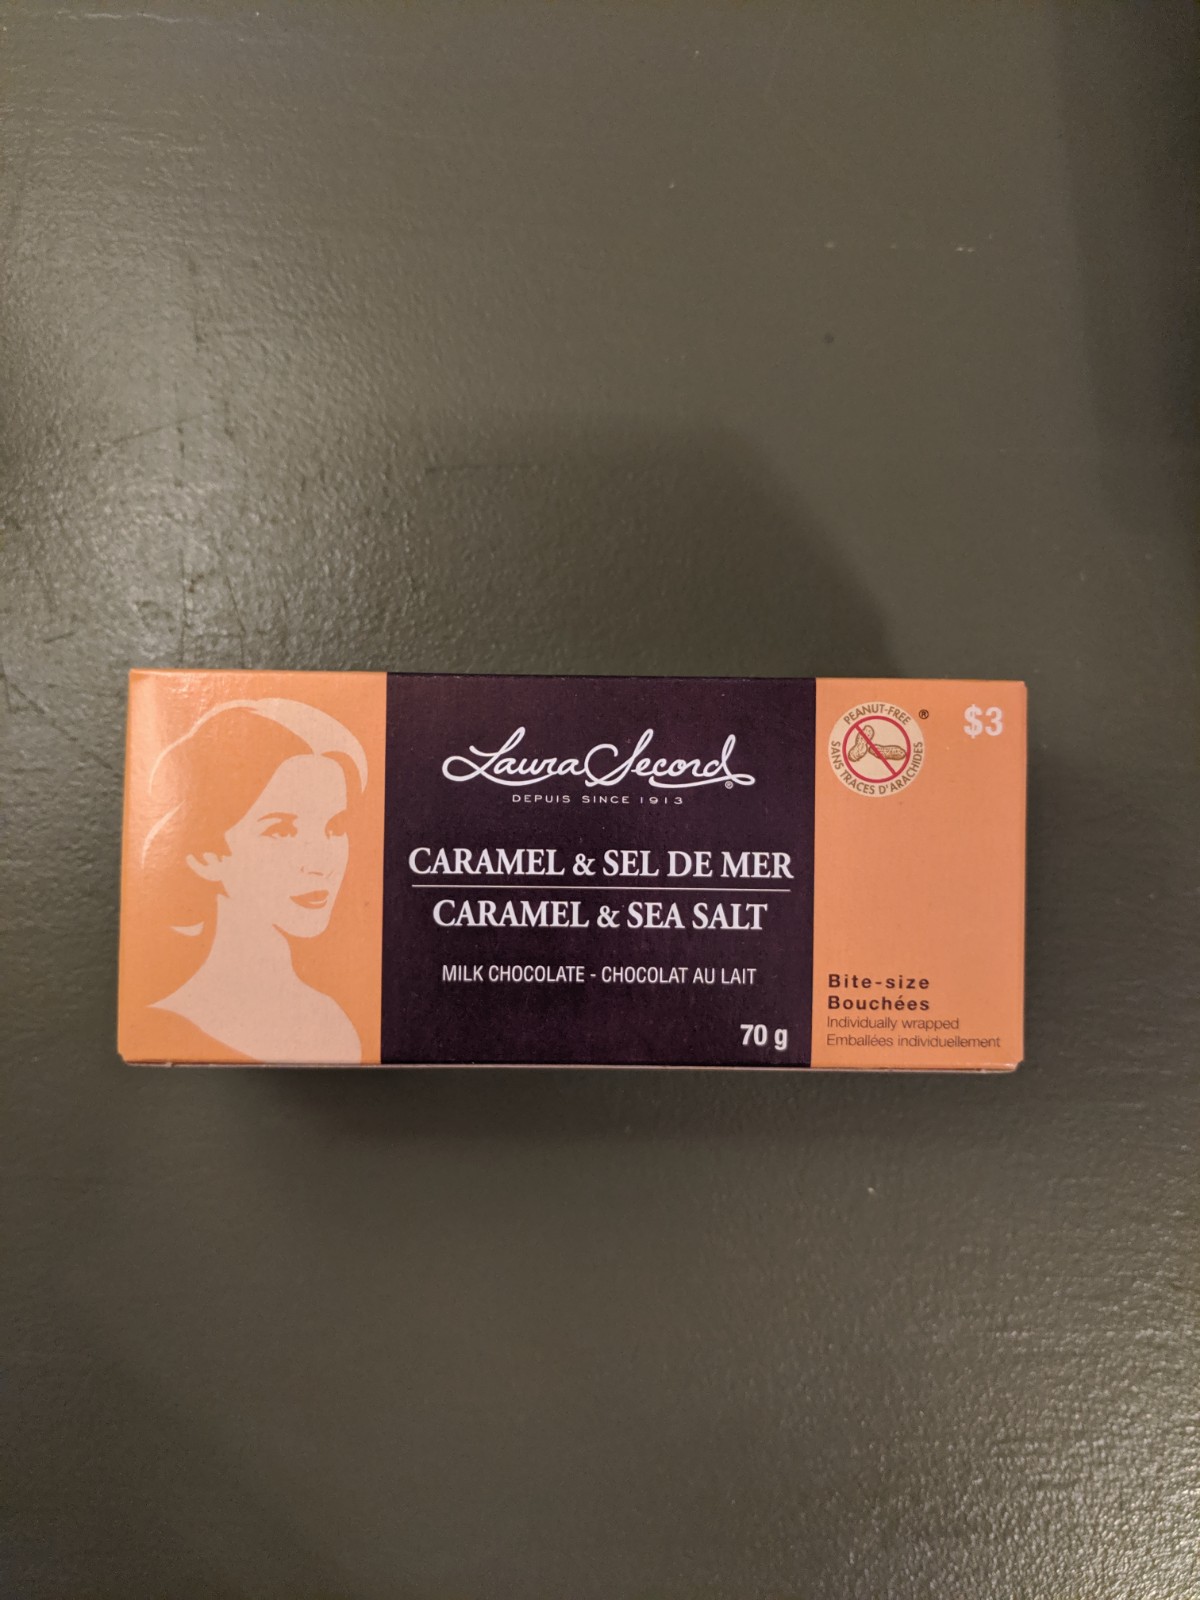 Laura Secord®
DEPUIS SINCE 1913
CARAMEL & SEL DE MER
CARAMEL & SEA SALT
MILK CHOCOLATE - CHOCOLAT AU LAIT
70 g
PEANUT-FREE ®
SANS TRACES D'ARACHIDES
$3
Bite-size
Bouchées
Individually wrapped
Emballées individuellement